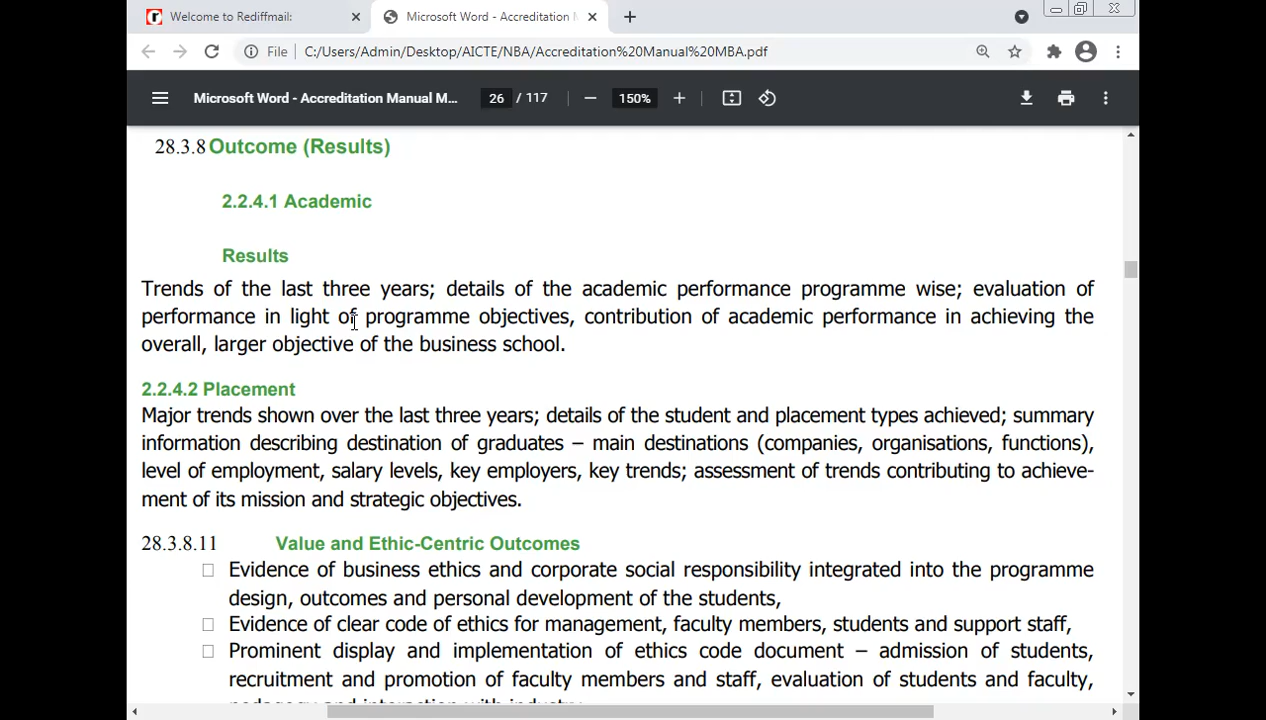 Welcome to Rediffmail:
Microsoft Word - Accreditation M
File C:/Users/Admin/Desktop/AICTE/NBA/Accreditation%20Manual%20MBA.pdf
Microsoft Word - Accreditation Manual M... 26 / 117 150%
28.3.8 Outcome (Results)
2.2.4.1 Academic
Results
Trends of the last three years; details of the academic performance programme wise; evaluation of
performance in light of programme objectives, contribution of academic performance in achieving the
overall, larger objective of the business school.
2.2.4.2 Placement
Major trends shown over the last three years; details of the student and placement types achieved; summary
information describing destination of graduates – main destinations (companies, organisations, functions),
level of employment, salary levels, key employers, key trends; assessment of trends contributing to achieve-
ment of its mission and strategic objectives.
28.3.8.11 Value and Ethic-Centric Outcomes
Evidence of business ethics and corporate social responsibility integrated into the programme
design, outcomes and personal development of the students,
Evidence of clear code of ethics for management, faculty members, students and support staff,
Prominent display and implementation of ethics code document – admission of students,
recruitment and promotion of faculty members and staff, evaluation of students and faculty,